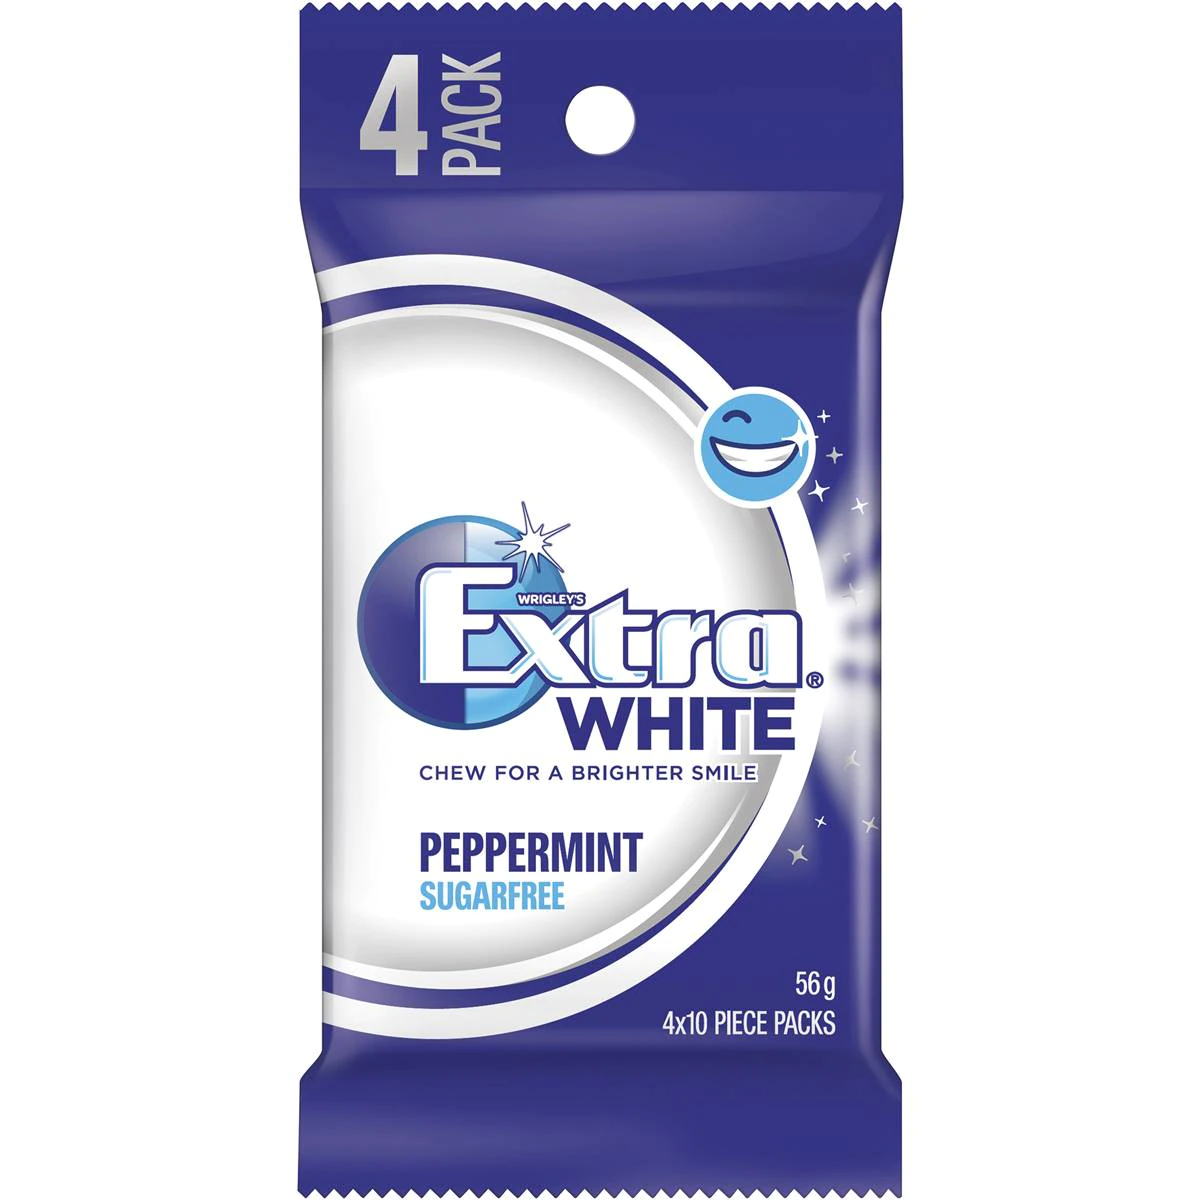 4
PACK
WRIGLEY'S
Extra®
WHITE
CHEW FOR A BRIGHTER SMILE
PEPPERMINT
SUGARFREE
56g
4x10 PIECE PACKS